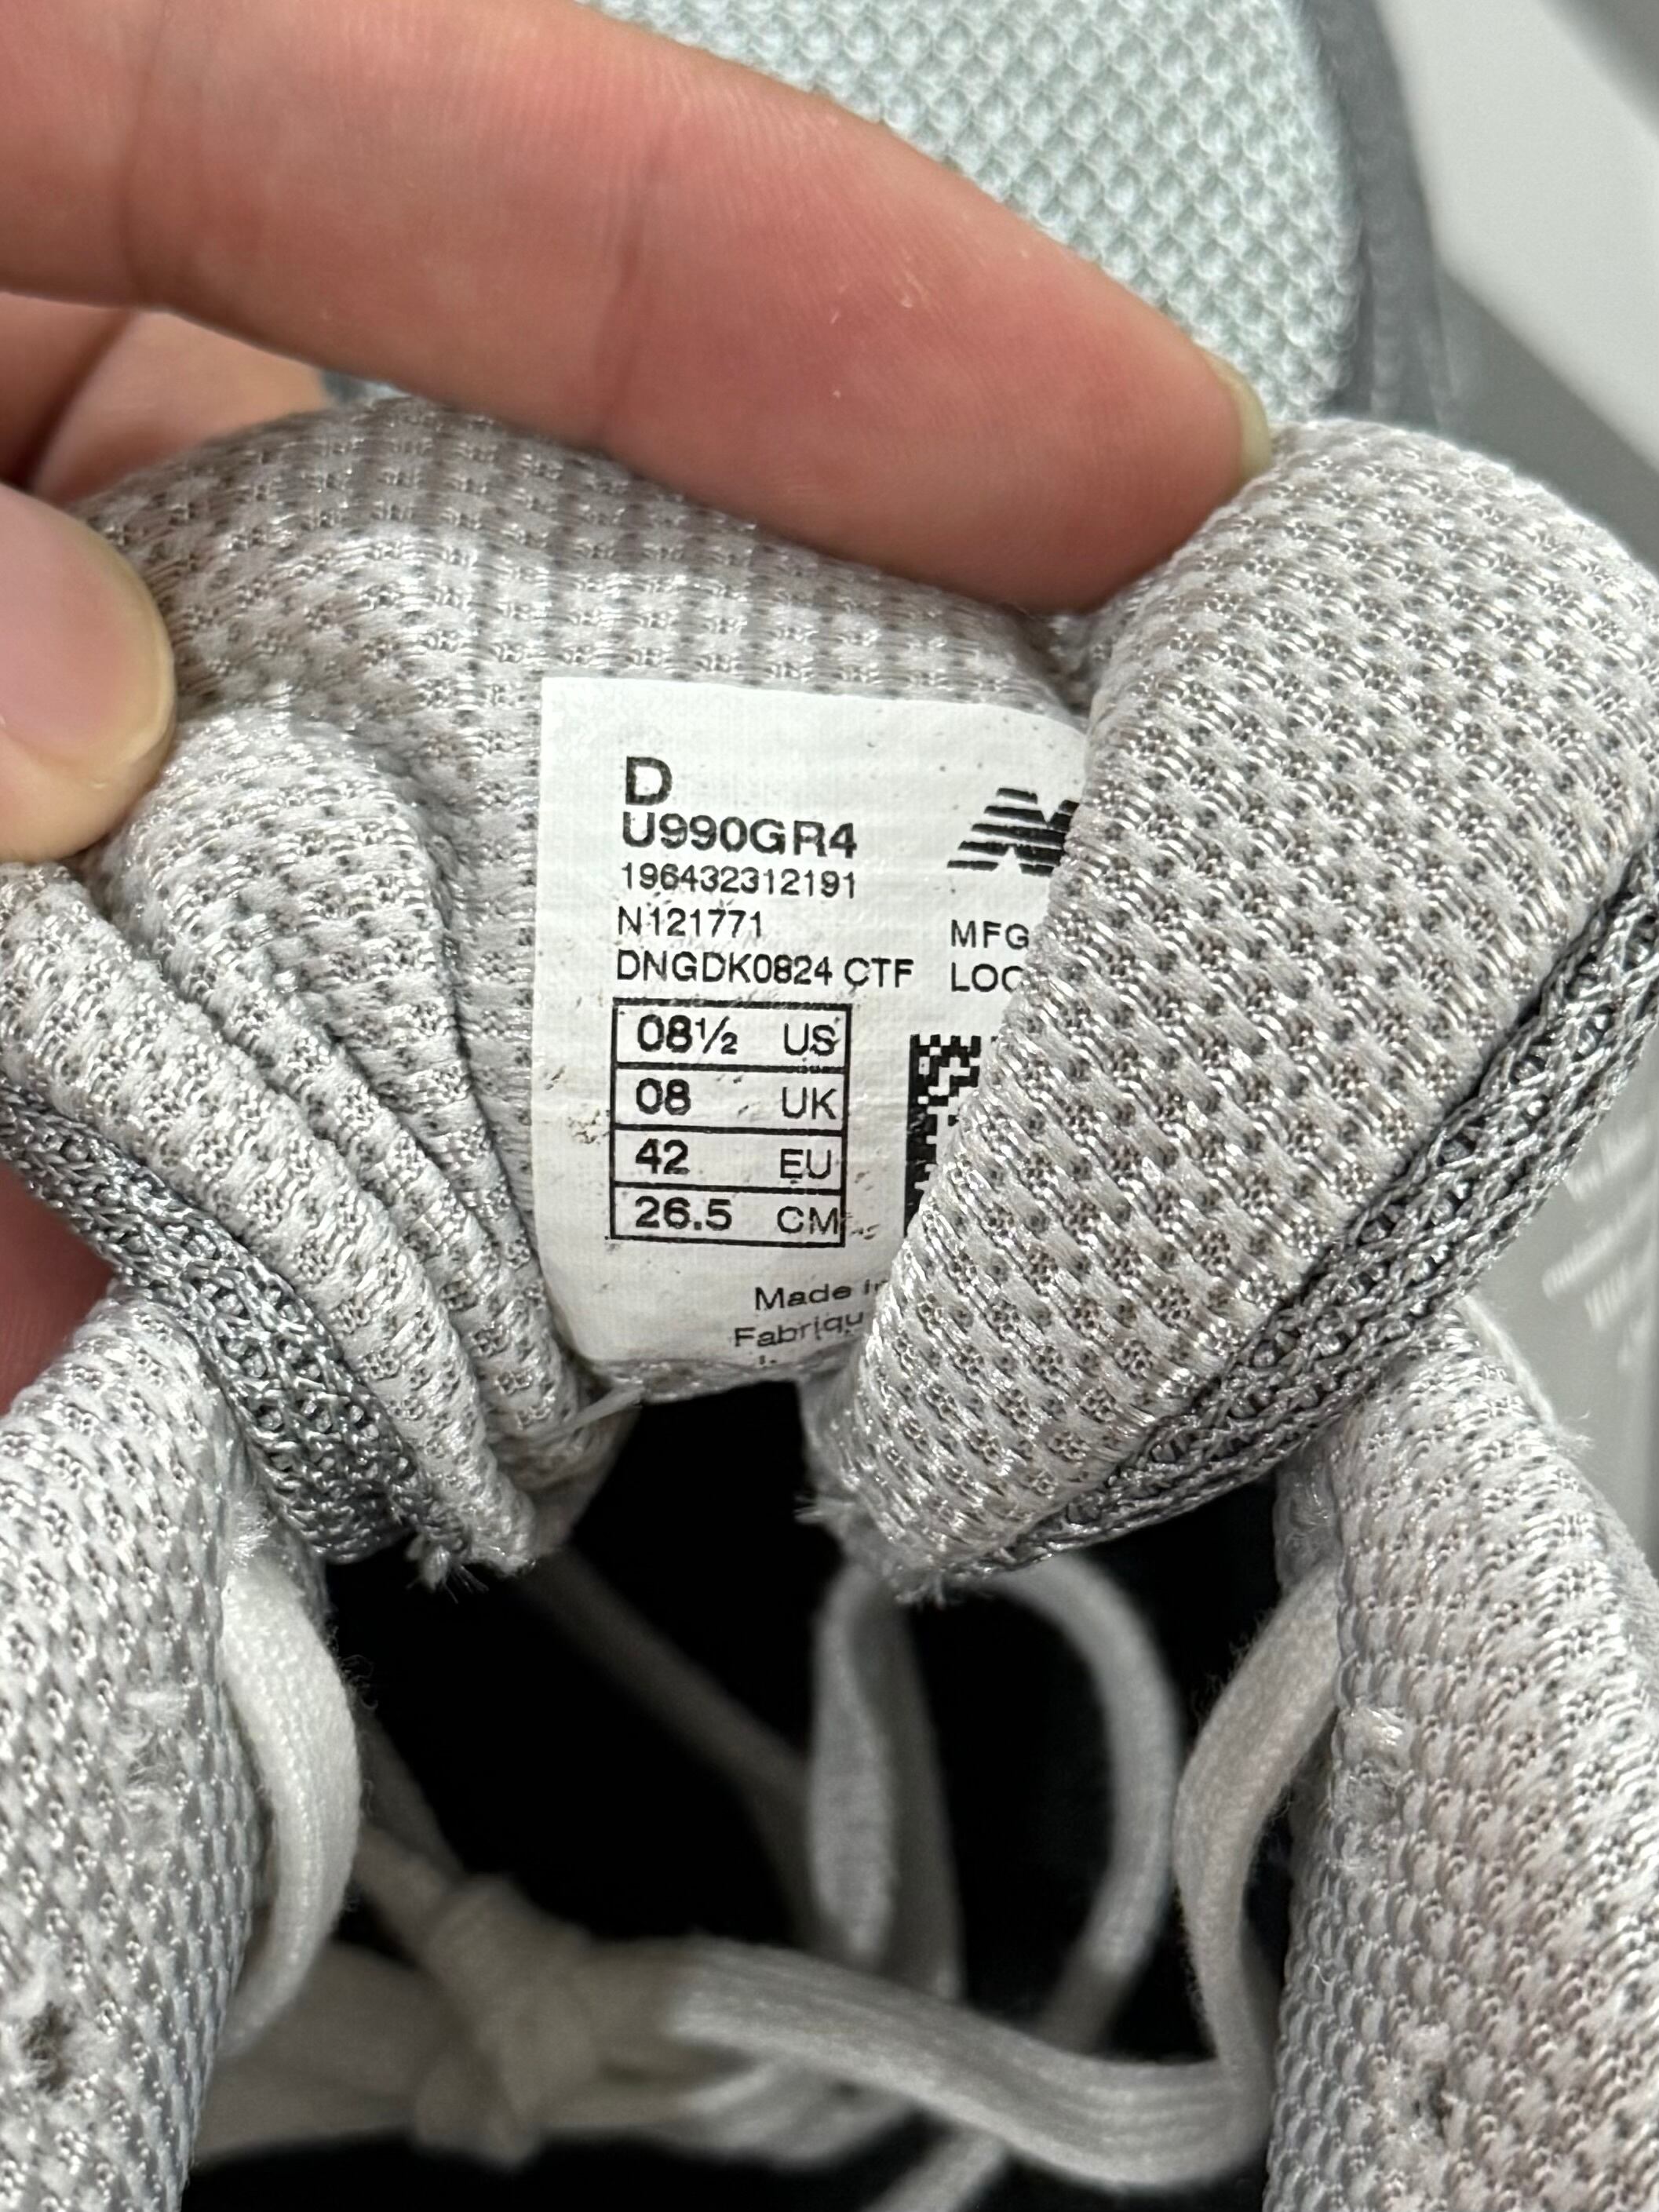 D
U990GR4
196432312191
N121771
MFG
DNGDK0824 CTF
LOC
08½ US
08 UK
42 EU
26.5 CM
Made in
Fabriqu